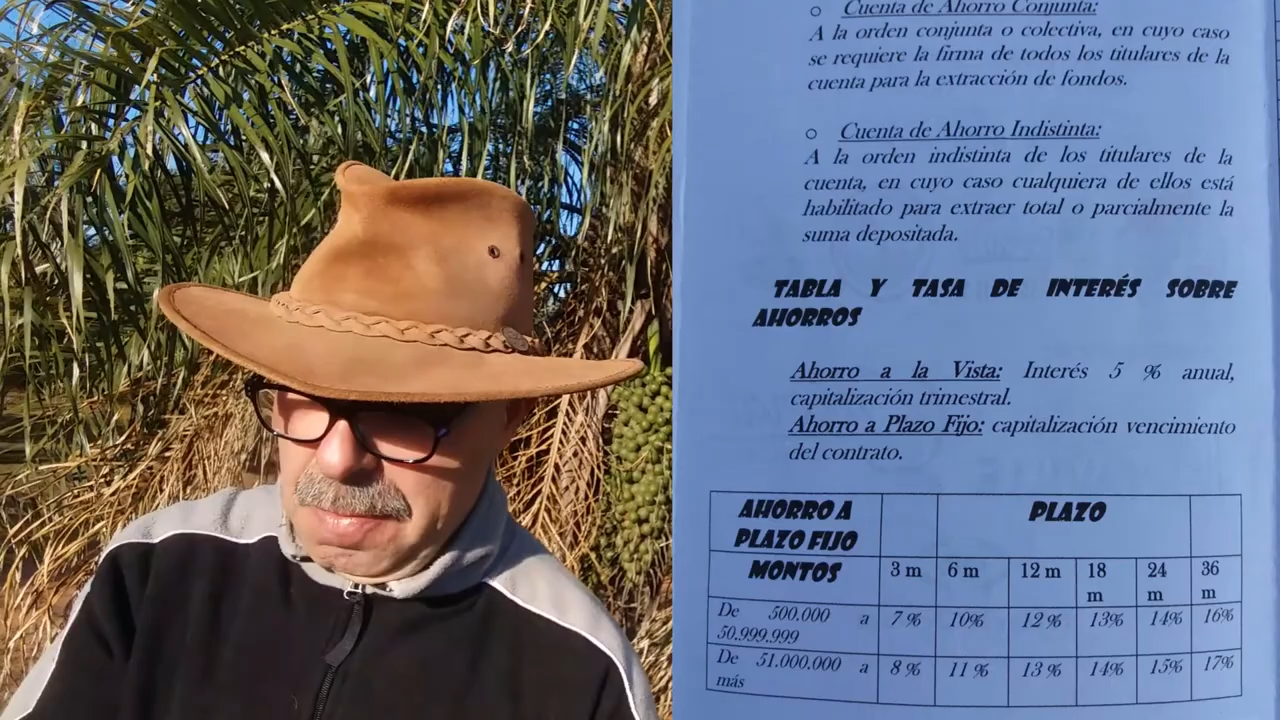 Cuenta de Ahorro Conjunta:
A la orden conjunta o colectiva, en cuyo caso
se requiere la firma de todos los titulares de la
cuenta para la extracción de fondos.
Cuenta de Ahorro Indistinta:
A la orden indistinta de los titulares de la
cuenta, en cuyo caso cualquiera de ellos está
habilitado para extraer total o parcialmente la
suma depositada.
TABLA Y TASA DE INTERÉS SOBRE
AHORROS
Ahorro a la Vista: Interés 5 % anual,
capitalización trimestral.
Ahorro a Plazo Fijo: capitalización vencimiento
del contrato.
AHORRO A PLAZO
PLAZO FIJO
MONTOS 3 m 6 m 12 m 18 m 24 m 36 m
De 500.000 a 7 % 10% 12 % 13% 14% 16%
50.999.999
De 51.000.000 a 8 % 11 % 13 % 14% 15% 17%
más